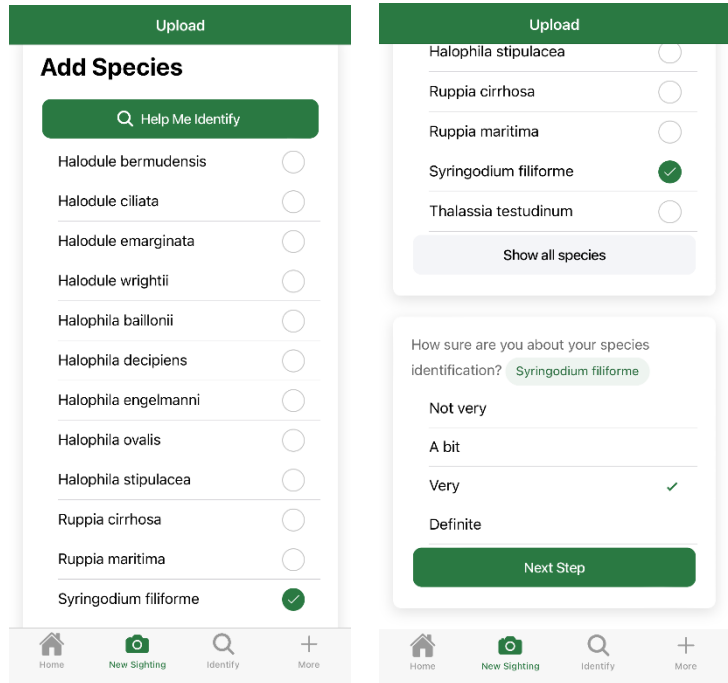 Upload
Add Species
Help Me Identify
Halodule bermudensis
Halodule ciliata
Halodule emarginata
Halodule wrightii
Halophila baillonii
Halophila decipiens
Halophila engelmanni
Halophila ovalis
Halophila stipulacea
Ruppia cirrhosa
Ruppia maritima
Syringodium filiforme
Home
New Sighting
Identify
More
Upload
Halophila stipulacea
Ruppia cirrhosa
Ruppia maritima
Syringodium filiforme
Thalassia testudinum
Show all species
How sure are you about your species
identification? Syringodium filiforme
Not very
A bit
Very
Definite
Next Step
Home
New Sighting
Identify
More